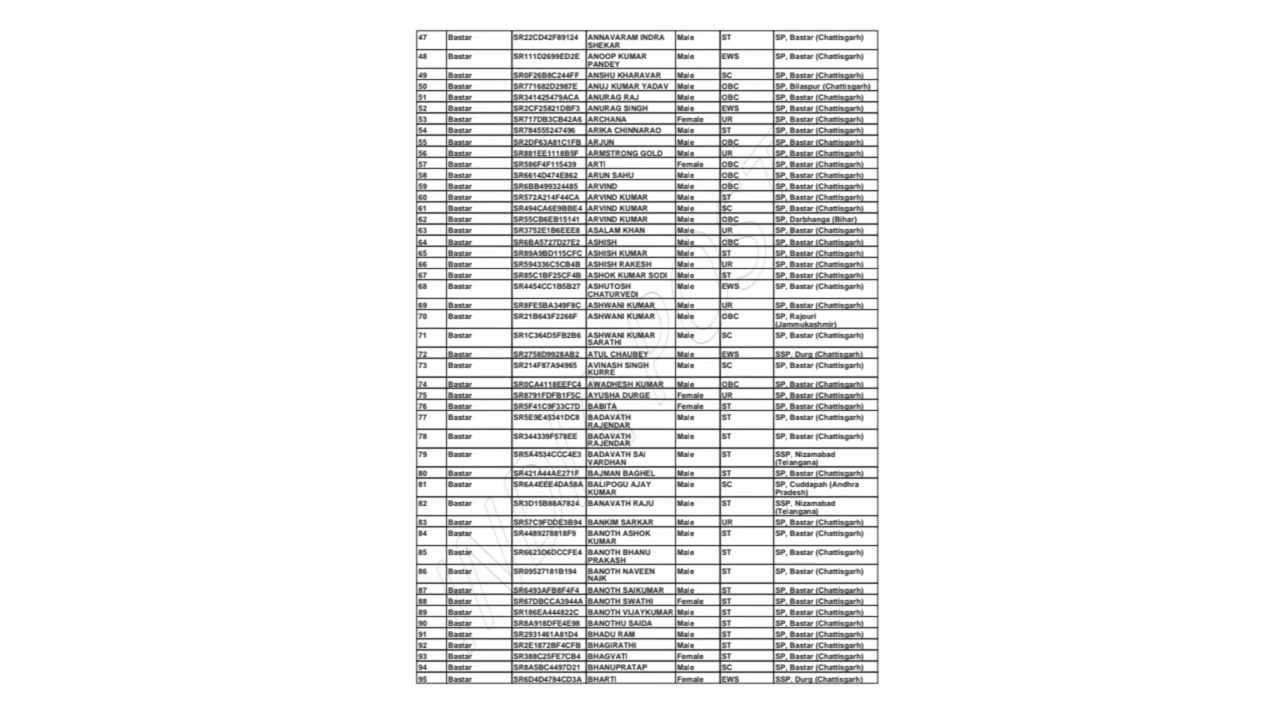 47 Bastar SR22CD42F89124 ANNAVARAM INDRA SHEKAR Male ST SP, Bastar (Chattisgarh)
48 Bastar SR111D2699ED2E ANOOP KUMAR PANDEY Male EWS SP, Bastar (Chattisgarh)
49 Bastar SR0F26B8C244FF ANSHU KHARAVAR Male SC SP, Bastar (Chattisgarh)
50 Bastar SR771682D2987E ANUJ KUMAR YADAV Male OBC SP, Bilaspur (Chattisgarh)
51 Bastar SR341425479ACA ANURAG RAJ Male OBC SP, Bastar (Chattisgarh)
52 Bastar SR2CF25821DBF3 ANURAG SINGH Male EWS SP, Bastar (Chattisgarh)
53 Bastar SR717DB3CB42A6 ARCHANA Female UR SP, Bastar (Chattisgarh)
54 Bastar SR784555247496 ARIKA CHINNARAO Male ST SP, Bastar (Chattisgarh)
55 Bastar SR2DF63A81C1FB ARJUN Male OBC SP, Bastar (Chattisgarh)
56 Bastar SR881EE1118B5F ARMSTRONG GOLD Male UR SP, Bastar (Chattisgarh)
57 Bastar SR586F4F115439 ARTI Female OBC SP, Bastar (Chattisgarh)
58 Bastar SR6614D474E862 ARUN SAHU Male OBC SP, Bastar (Chattisgarh)
59 Bastar SR6BB499324485 ARVIND Male OBC SP, Bastar (Chattisgarh)
60 Bastar SR572A214F44CA ARVIND KUMAR Male ST SP, Bastar (Chattisgarh)
61 Bastar SR494CA6E9BBE4 ARVIND KUMAR Male SC SP, Bastar (Chattisgarh)
62 Bastar SR55CB6EB15141 ARVIND KUMAR Male OBC SP, Darbhanga (Bihar)
63 Bastar SR3752E1B6EEE8 ASALAM KHAN Male UR SP, Bastar (Chattisgarh)
64 Bastar SR6BA5727D27E2 ASHISH Male OBC SP, Bastar (Chattisgarh)
65 Bastar SR89A9BD115CFC ASHISH KUMAR Male ST SP, Bastar (Chattisgarh)
66 Bastar SR594336C5CB4B ASHISH RAKESH Male UR SP, Bastar (Chattisgarh)
67 Bastar SR85C1BF25CF4B ASHOK KUMAR SODI Male ST SP, Bastar (Chattisgarh)
68 Bastar SR4454CC1B5B27 ASHUTOSH CHATURVEDI Male EWS SP, Bastar (Chattisgarh)
69 Bastar SR8FE5BA349F8C ASHWANI KUMAR Male UR SP, Bastar (Chattisgarh)
70 Bastar SR21B643F2266F ASHWANI KUMAR Male OBC SP, Rajouri (Jammukashmir)
71 Bastar SR1C364D5FB2B6 ASHWANI KUMAR SARATHI Male SC SP, Bastar (Chattisgarh)
72 Bastar SR2758D9928AB2 ATUL CHAUBEY Male EWS SSP, Durg (Chattisgarh)
73 Bastar SR214F87A94965 AVINASH SINGH KURRE Male SC SP, Bastar (Chattisgarh)
74 Bastar SR0CA4118EEFC4 AWADHESH KUMAR Male OBC SP, Bastar (Chattisgarh)
75 Bastar SR8791FDFB1F5C AYUSHA DURGE Female UR SP, Bastar (Chattisgarh)
76 Bastar SR5F41C9F33C7D BABITA Female ST SP, Bastar (Chattisgarh)
77 Bastar SR5E9E45341DC8 BADAVATH RAJENDAR Male ST SP, Bastar (Chattisgarh)
78 Bastar SR344339F578EE BADAVATH RAJENDAR Male ST SP, Bastar (Chattisgarh)
79 Bastar SR5A4534CCC4E3 BADAVATH SAI VARDHAN Male ST SSP, Nizamabad (Telangana)
80 Bastar SR421A44AE271F BAJMAN BAGHEL Male ST SP, Bastar (Chattisgarh)
81 Bastar SR6A4EEE4DA58A BALIPOGU AJAY KUMAR Male SC SP, Cuddapah (Andhra Pradesh)
82 Bastar SR3D15B88A7824 BANAVATH RAJU Male ST SSP, Nizamabad (Telangana)
83 Bastar SR57C9FDDE3B94 BANKIM SARKAR Male UR SP, Bastar (Chattisgarh)
84 Bastar SR4489278818F9 BANOTH ASHOK KUMAR Male ST SP, Bastar (Chattisgarh)
85 Bastar SR6623D6DCCFE4 BANOTH BHANU PRAKASH Male ST SP, Bastar (Chattisgarh)
86 Bastar SR09527181B194 BANOTH NAVEEN NAIK Male ST SP, Bastar (Chattisgarh)
87 Bastar SR6493AFB8F4F4 BANOTH SAIKUMAR Male ST SP, Bastar (Chattisgarh)
88 Bastar SR67DBCCA3944A BANOTH SWATHI Female ST SP, Bastar (Chattisgarh)
89 Bastar SR186EA444822C BANOTH VIJAYKUMAR Male ST SP, Bastar (Chattisgarh)
90 Bastar SR8A918DFE4E98 BANOTHU SAIDA Male ST SP, Bastar (Chattisgarh)
91 Bastar SR2931461A81D4 BHADU RAM Male ST SP, Bastar (Chattisgarh)
92 Bastar SR2E1872BF4CFB BHAGIRATHI Male ST SP, Bastar (Chattisgarh)
93 Bastar SR388C25FE7CB4 BHAGVATI Female ST SP, Bastar (Chattisgarh)
94 Bastar SR8A5BC4497D21 BHANUPRATAP Male SC SP, Bastar (Chattisgarh)
95 Bastar SR6D4D4784CD3A BHARTI Female EWS SSP, Durg (Chattisgarh)